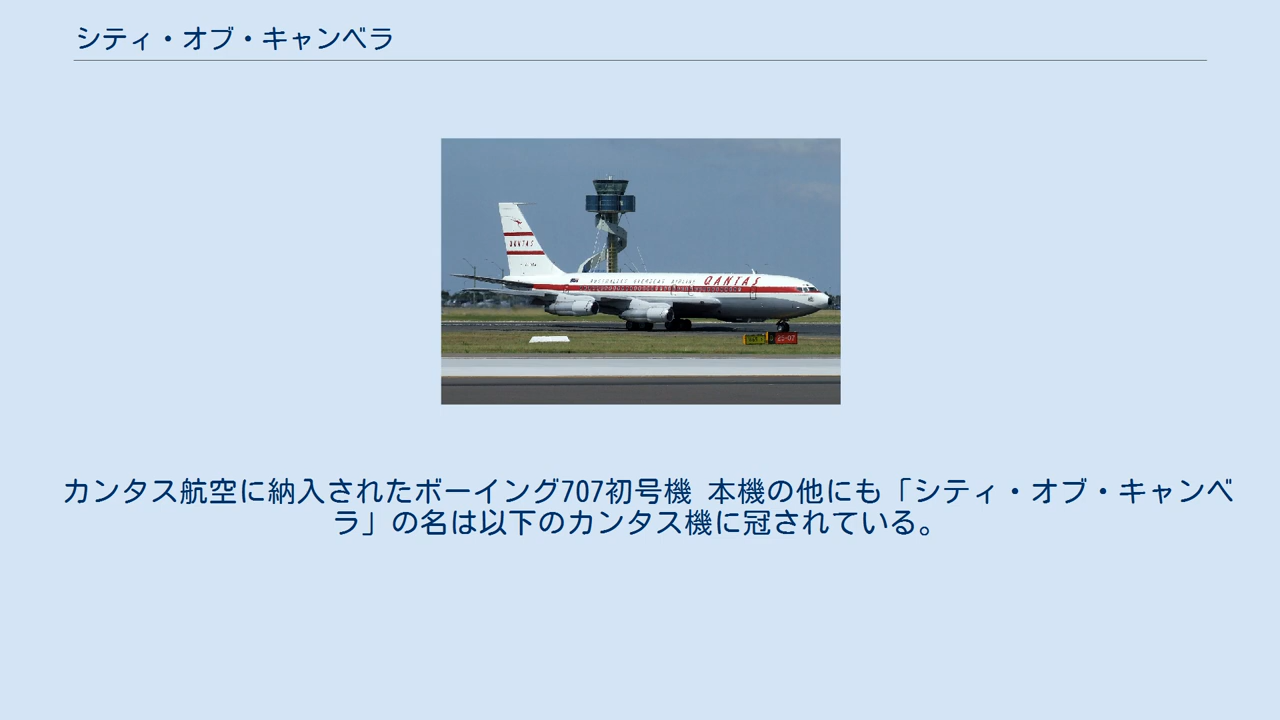 シティ・オブ・キャンベラ
QANTAS
QANTAS
カンタス航空に納入されたボーイング707初号機 本機の他にも「シティ・オブ・キャンベ
ラ」の名は以下のカンタス機に冠されている。